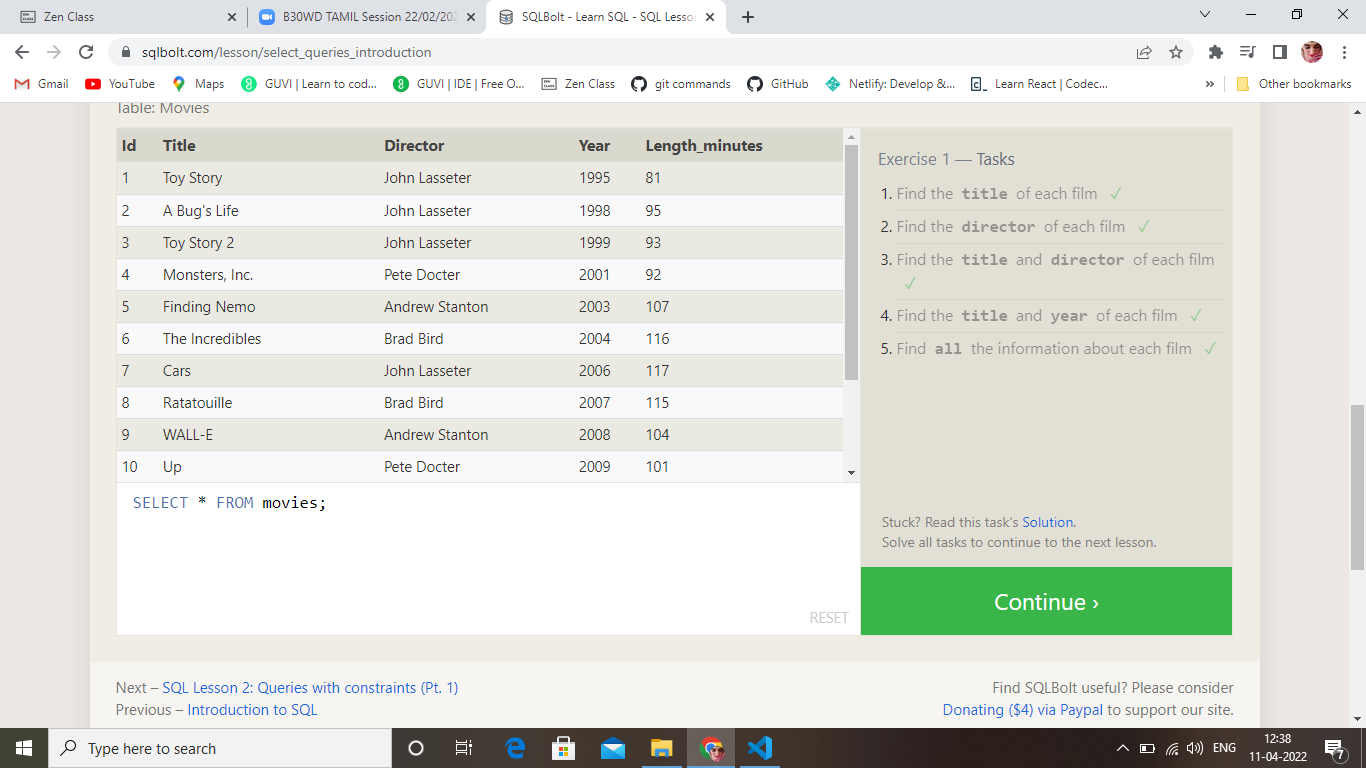 Zen Class
B30WD TAMIL Session 22/02/202
SQLBolt - Learn SQL - SQL Lesson
sqlbolt.com/lesson/select_queries_introduction
Gmail YouTube Maps GUVI | Learn to cod... GUVI | IDE | Free O... Zen Class git commands GitHub Netlify: Develop &... Learn React | Codec... » Other bookmarks
Table: Movies
Id Title Director Year Length_minutes
1 Toy Story John Lasseter 1995 81
2 A Bug's Life John Lasseter 1998 95
3 Toy Story 2 John Lasseter 1999 93
4 Monsters, Inc. Pete Docter 2001 92
5 Finding Nemo Andrew Stanton 2003 107
6 The Incredibles Brad Bird 2004 116
7 Cars John Lasseter 2006 117
8 Ratatouille Brad Bird 2007 115
9 WALL-E Andrew Stanton 2008 104
10 Up Pete Docter 2009 101
SELECT * FROM movies;
RESET
Exercise 1 — Tasks
1. Find the title of each film ✓
2. Find the director of each film ✓
3. Find the title and director of each film
✓
4. Find the title and year of each film ✓
5. Find all the information about each film ✓
Stuck? Read this task's Solution.
Solve all tasks to continue to the next lesson.
Continue ›
Next – SQL Lesson 2: Queries with constraints (Pt. 1)
Previous – Introduction to SQL
Find SQLBolt useful? Please consider
Donating ($4) via Paypal to support our site.
Type here to search
ENG
12:38
11-04-2022
7